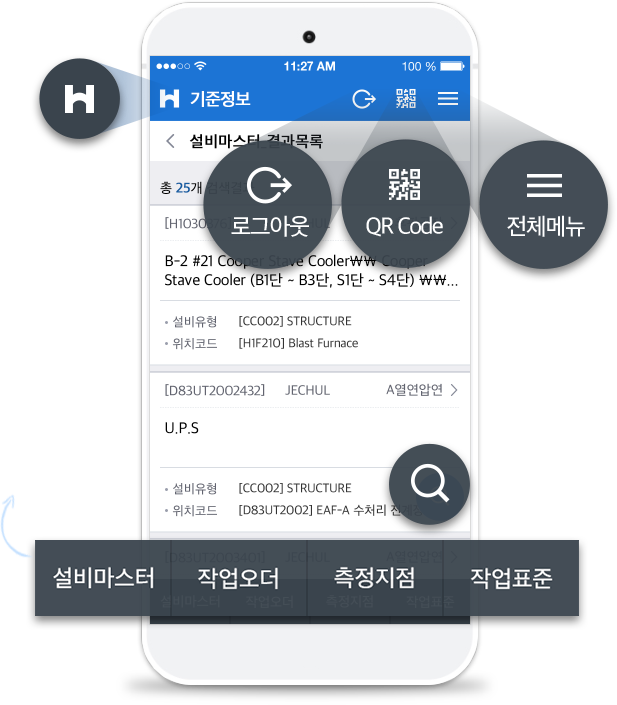 11:27 AM
100 %
기준정보
설비마스터 결과목록
총 25개 검색결
로그아웃
QR Code
전체메뉴
JECHUL
B-2 #21 Cooper Stave Cooler₩₩ Cooper
Stave Cooler (B1단 ~ B3단, S1단 ~ S4단) ₩₩...
• 설비유형 [CC002] STRUCTURE
• 위치코드 [H1F210] Blast Furnace
[D83UT2002432] JECHUL A열연압연
U.P.S
• 설비유형 [CC002] STRUCTURE
• 위치코드 [D83UT2002] EAF-A 수처리
설비마스터 작업오더 측정지점 작업표준
설비마스터 작업오더 측정지점 작업표준